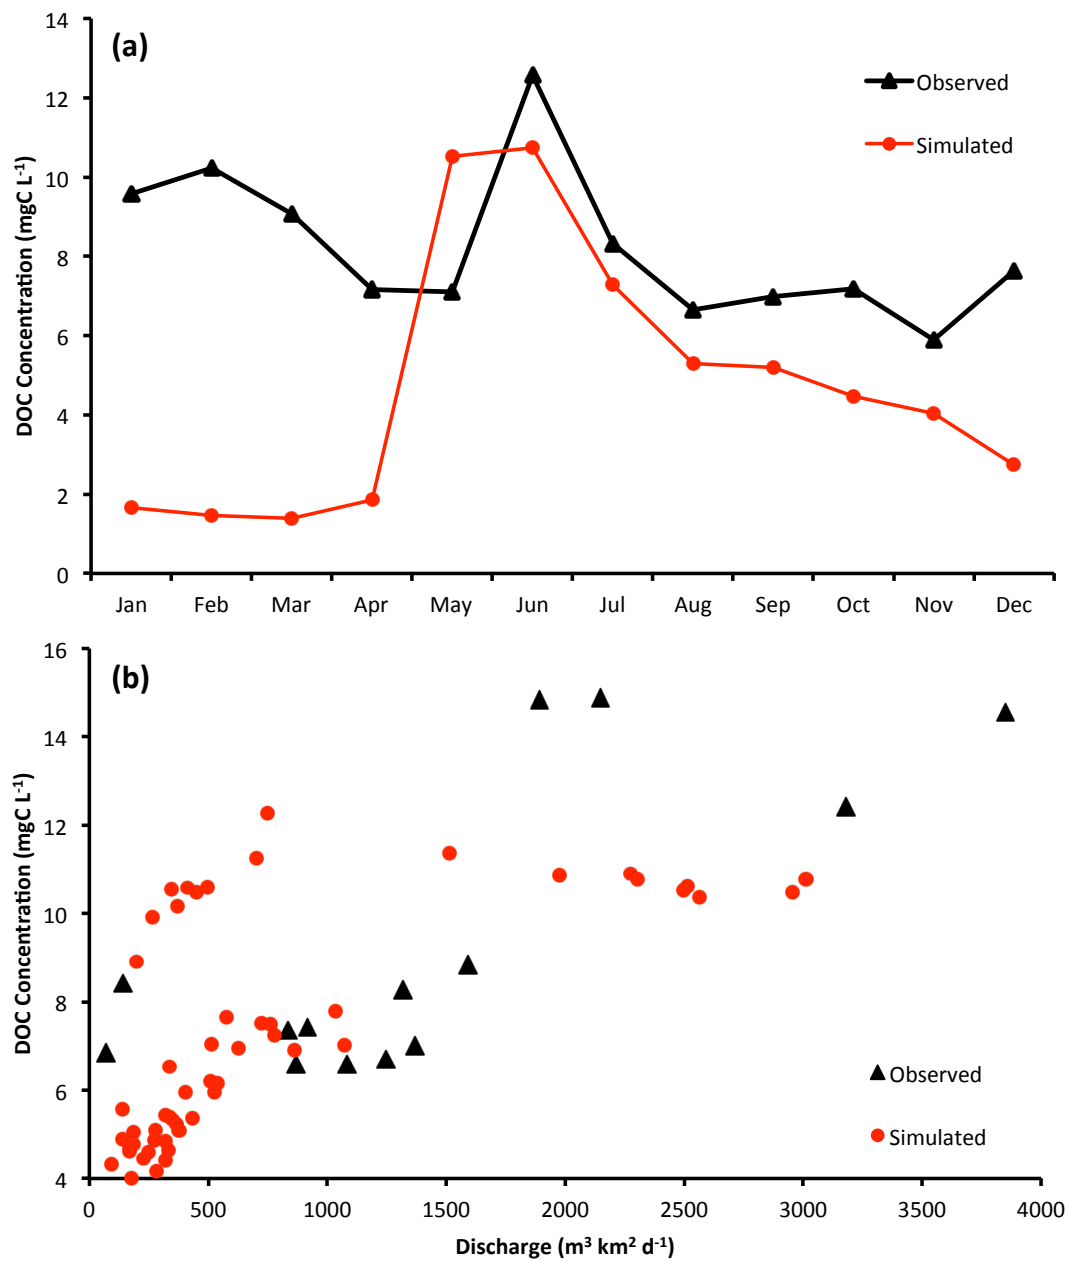 (a)
Observed
Simulated
DOC Concentration (mgC L⁻¹)
14
12
10
8
6
4
2
0
Jan Feb Mar Apr May Jun Jul Aug Sep Oct Nov Dec
(b)
DOC Concentration (mgC L⁻¹)
16
14
12
10
8
6
4
Observed
Simulated
0 500 1000 1500 2000 2500 3000 3500 4000
Discharge (m³ km² d⁻¹)